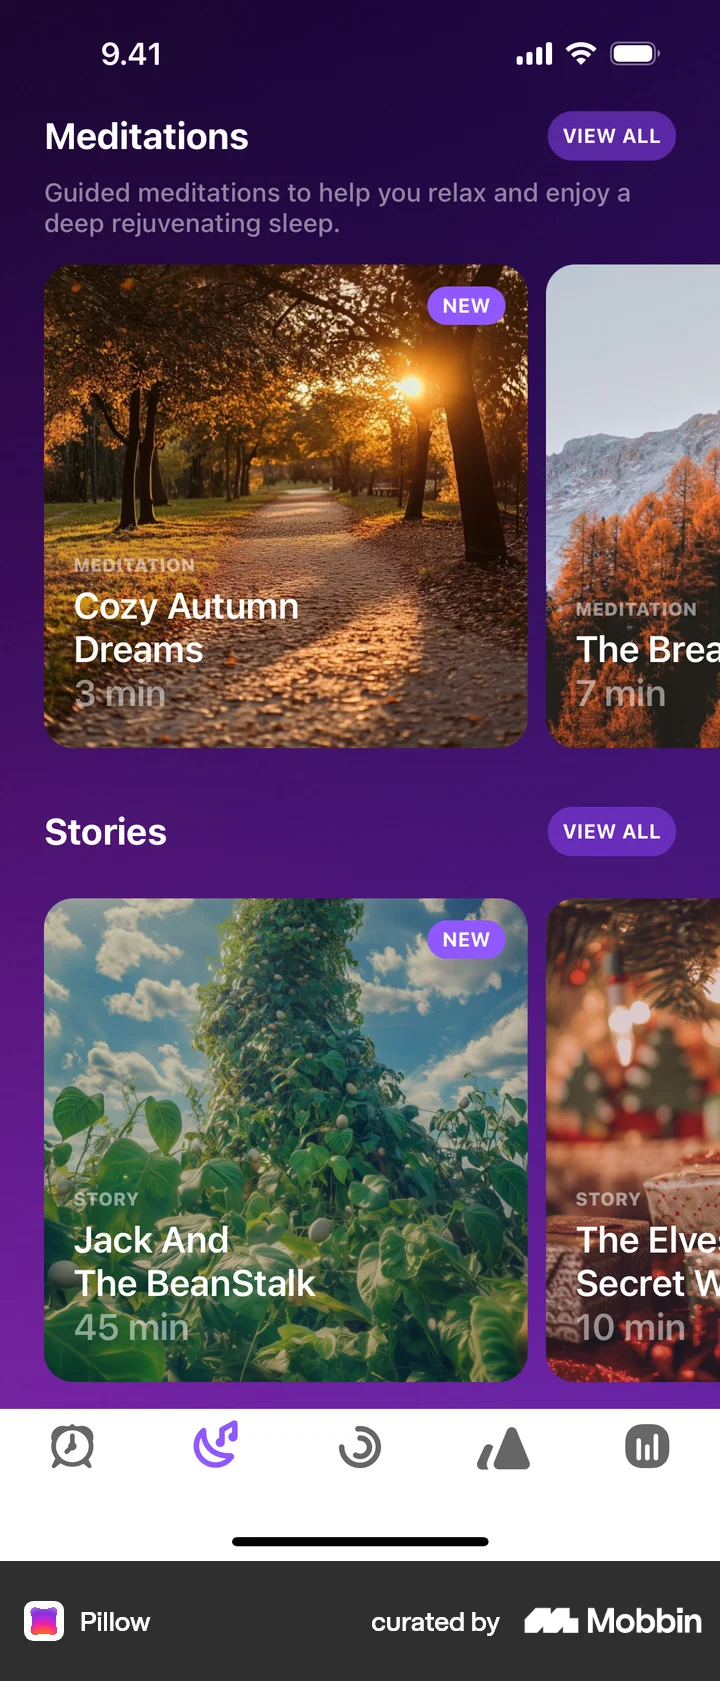 9.41
Meditations
VIEW ALL
Guided meditations to help you relax and enjoy a
deep rejuvenating sleep.
NEW
MEDITATION
Cozy Autumn
Dreams
3 min
MEDITATION
The Brea
7 min
Stories
VIEW ALL
NEW
STORY
Jack And
The BeanStalk
45 min
STORY
The Elves
Secret W
10 min
Pillow
curated by Mobbin